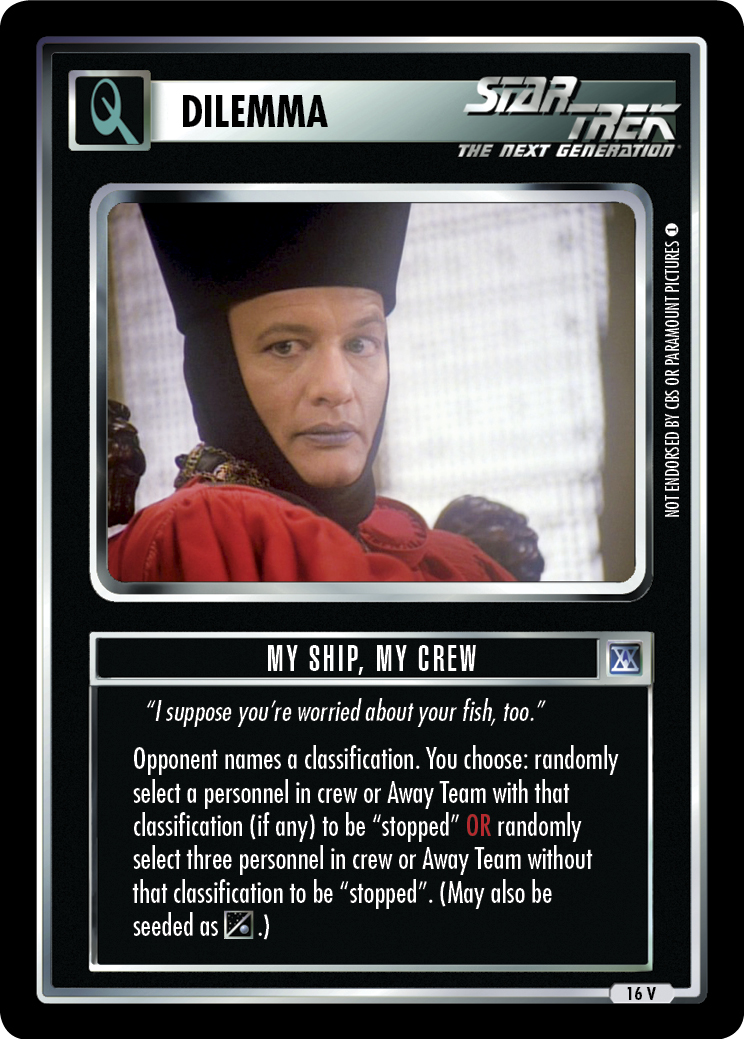 DILEMMA
STAR TREK
THE NEXT GENERATION
NOT ENDORSED BY CBS OR PARAMOUNT PICTURES 1
MY SHIP, MY CREW
“I suppose you’re worried about your fish, too.”
Opponent names a classification. You choose: randomly
select a personnel in crew or Away Team with that
classification (if any) to be “stopped” OR randomly
select three personnel in crew or Away Team without
that classification to be “stopped”. (May also be
seeded as .)
16 V